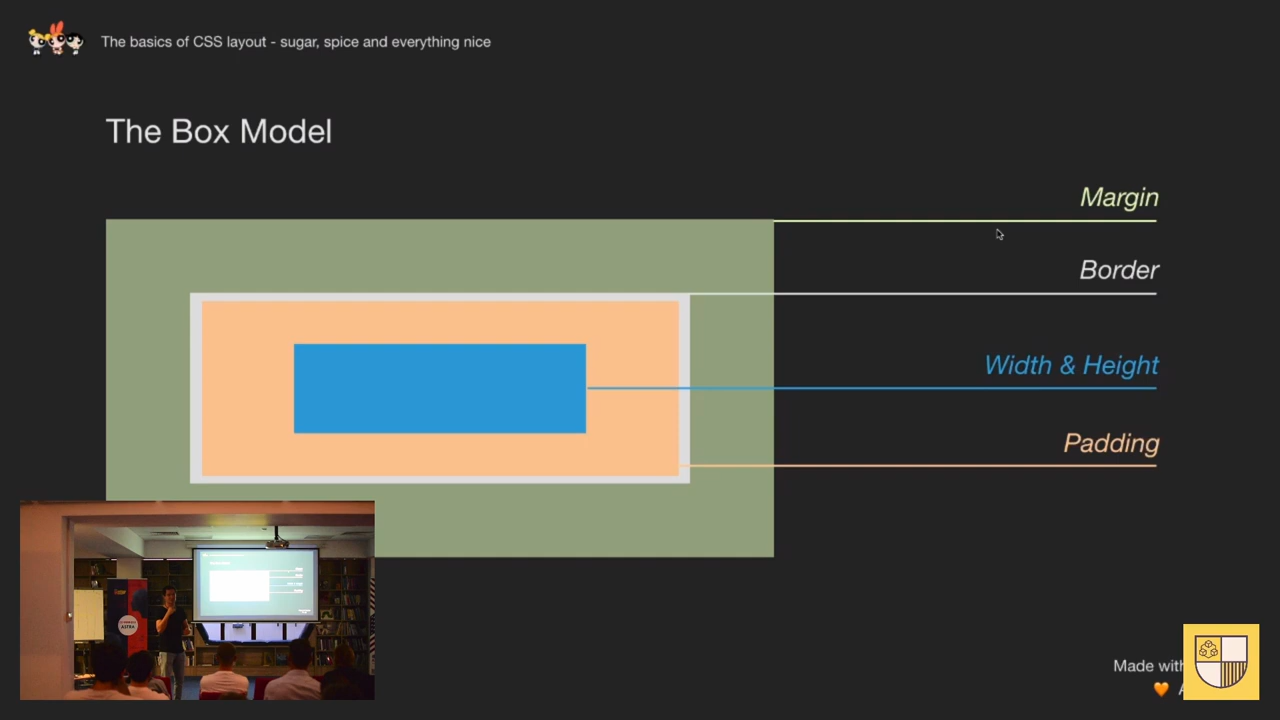 The basics of CSS layout - sugar, spice and everything nice
The Box Model
Margin
Border
Width & Height
Padding
ASTRA
Made with